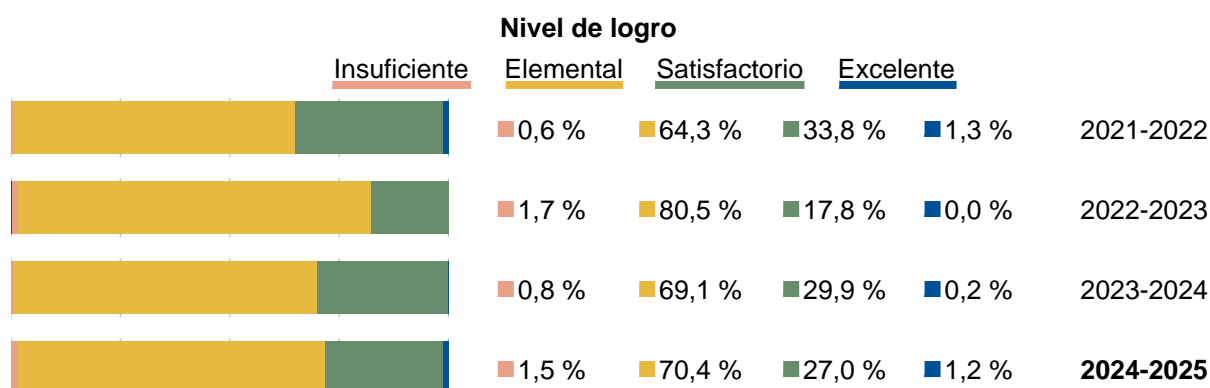 Nivel de logro
Insuficiente Elemental Satisfactorio Excelente
0,6 % 64,3 % 33,8 % 1,3 % 2021-2022
1,7 % 80,5 % 17,8 % 0,0 % 2022-2023
0,8 % 69,1 % 29,9 % 0,2 % 2023-2024
1,5 % 70,4 % 27,0 % 1,2 % 2024-2025